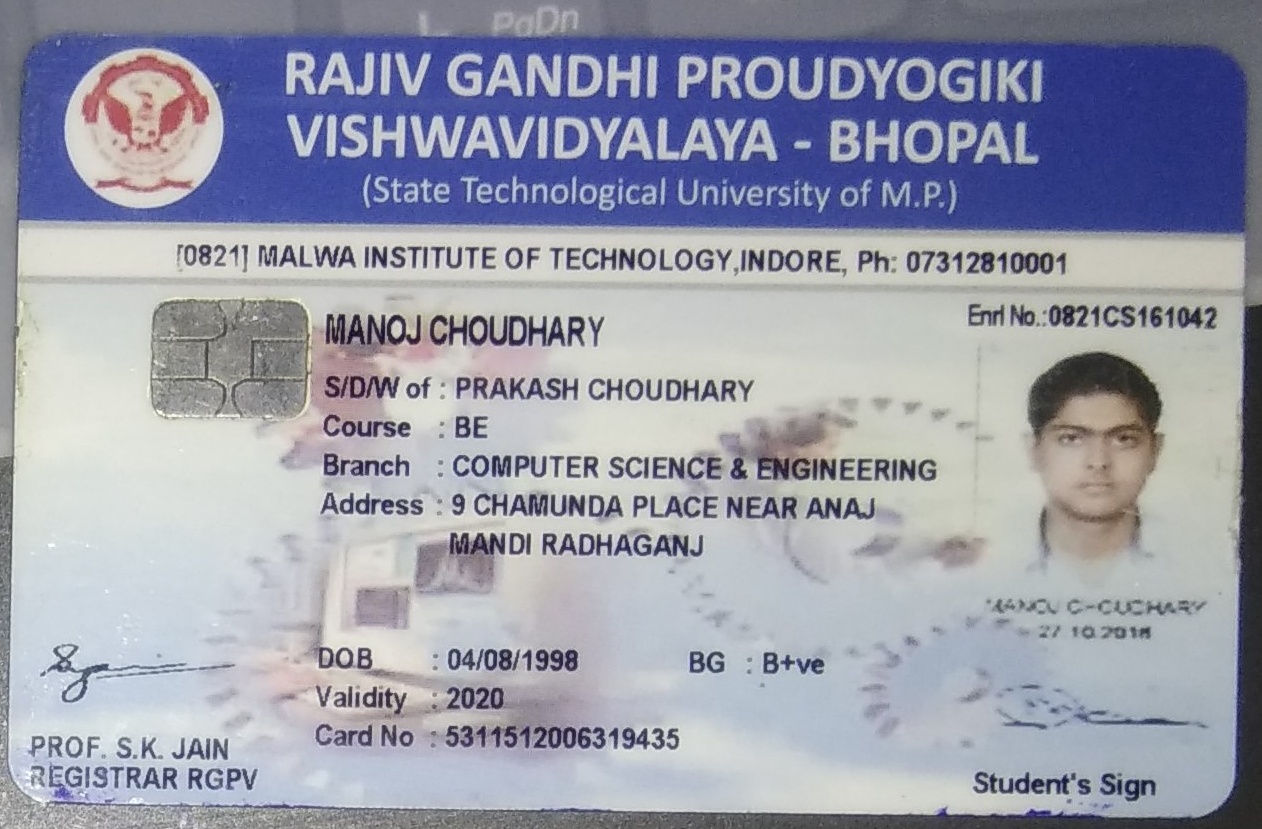 PgDn
RAJIV GANDHI PROUDYOGIKI
VISHWAVIDYALAYA - BHOPAL
(State Technological University of M.P.)
[0821] MALWA INSTITUTE OF TECHNOLOGY,INDORE, Ph: 07312810001
Enrl No.:0821CS161042
MANOJ CHOUDHARY
S/D/W of : PRAKASH CHOUDHARY
Course : BE
Branch : COMPUTER SCIENCE & ENGINEERING
Address : 9 CHAMUNDA PLACE NEAR ANAJ
MANDI RADHAGANJ
MANOJ CHOUDHARY
DOB : 04/08/1998 BG : B+ve
Validity : 2020
Card No : 5311512006319435
PROF. S.K. JAIN
REGISTRAR RGPV
Student's Sign